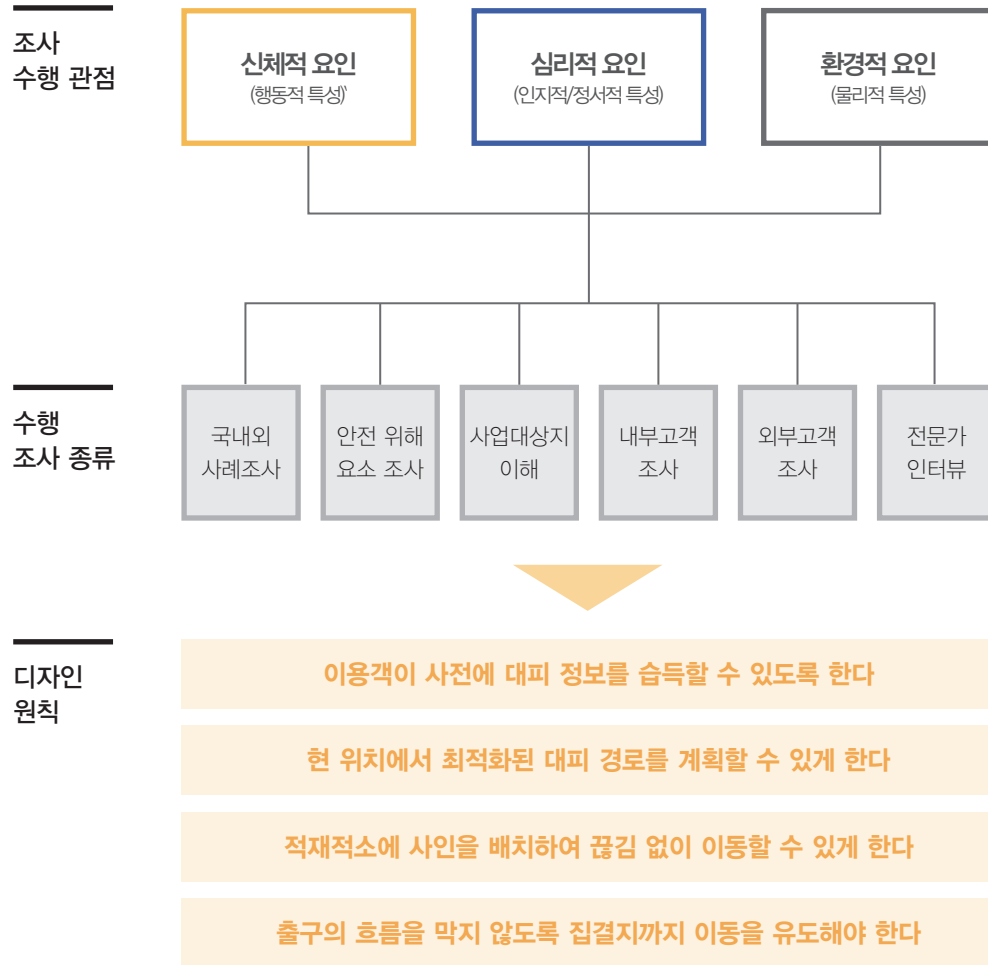 조사
수행 관점
신체적 요인
(행동적 특성)`
심리적 요인
(인지적/정서적 특성)
환경적 요인
(물리적 특성)
수행
조사 종류
국내외
사례조사
안전 위해
요소 조사
사업대상지
이해
내부고객
조사
외부고객
조사
전문가
인터뷰
디자인
원칙
이용객이 사전에 대피 정보를 습득할 수 있도록 한다
현 위치에서 최적화된 대피 경로를 계획할 수 있게 한다
적재적소에 사인을 배치하여 끊김 없이 이동할 수 있게 한다
출구의 흐름을 막지 않도록 집결지까지 이동을 유도해야 한다